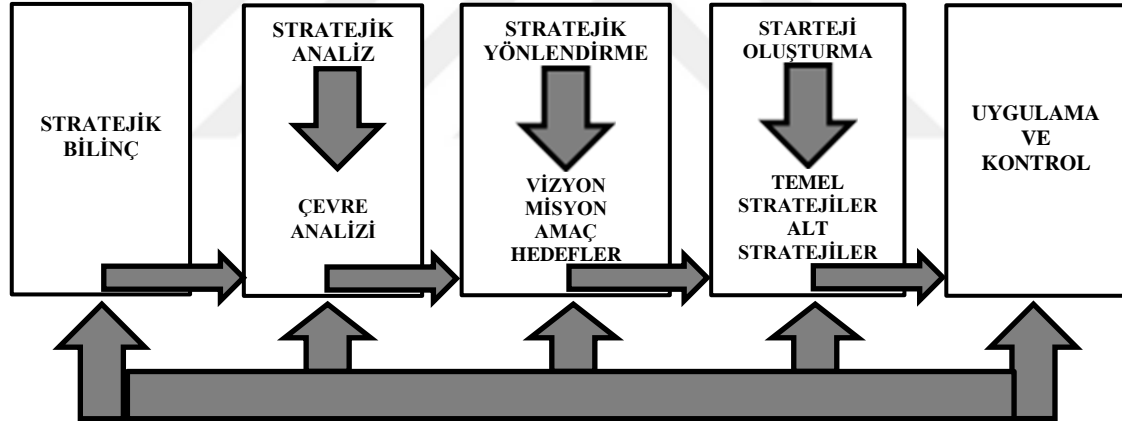 STRATEJİK
BİLİNÇ
STRATEJİK
ANALİZ
ÇEVRE
ANALİZİ
STRATEJİK
YÖNLENDİRME
VİZYON
MİSYON
AMAÇ
HEDEFLER
STARTEJİ
OLUŞTURMA
TEMEL
STRATEJİLER
ALT
STRATEJİLER
UYGULAMA
VE
KONTROL